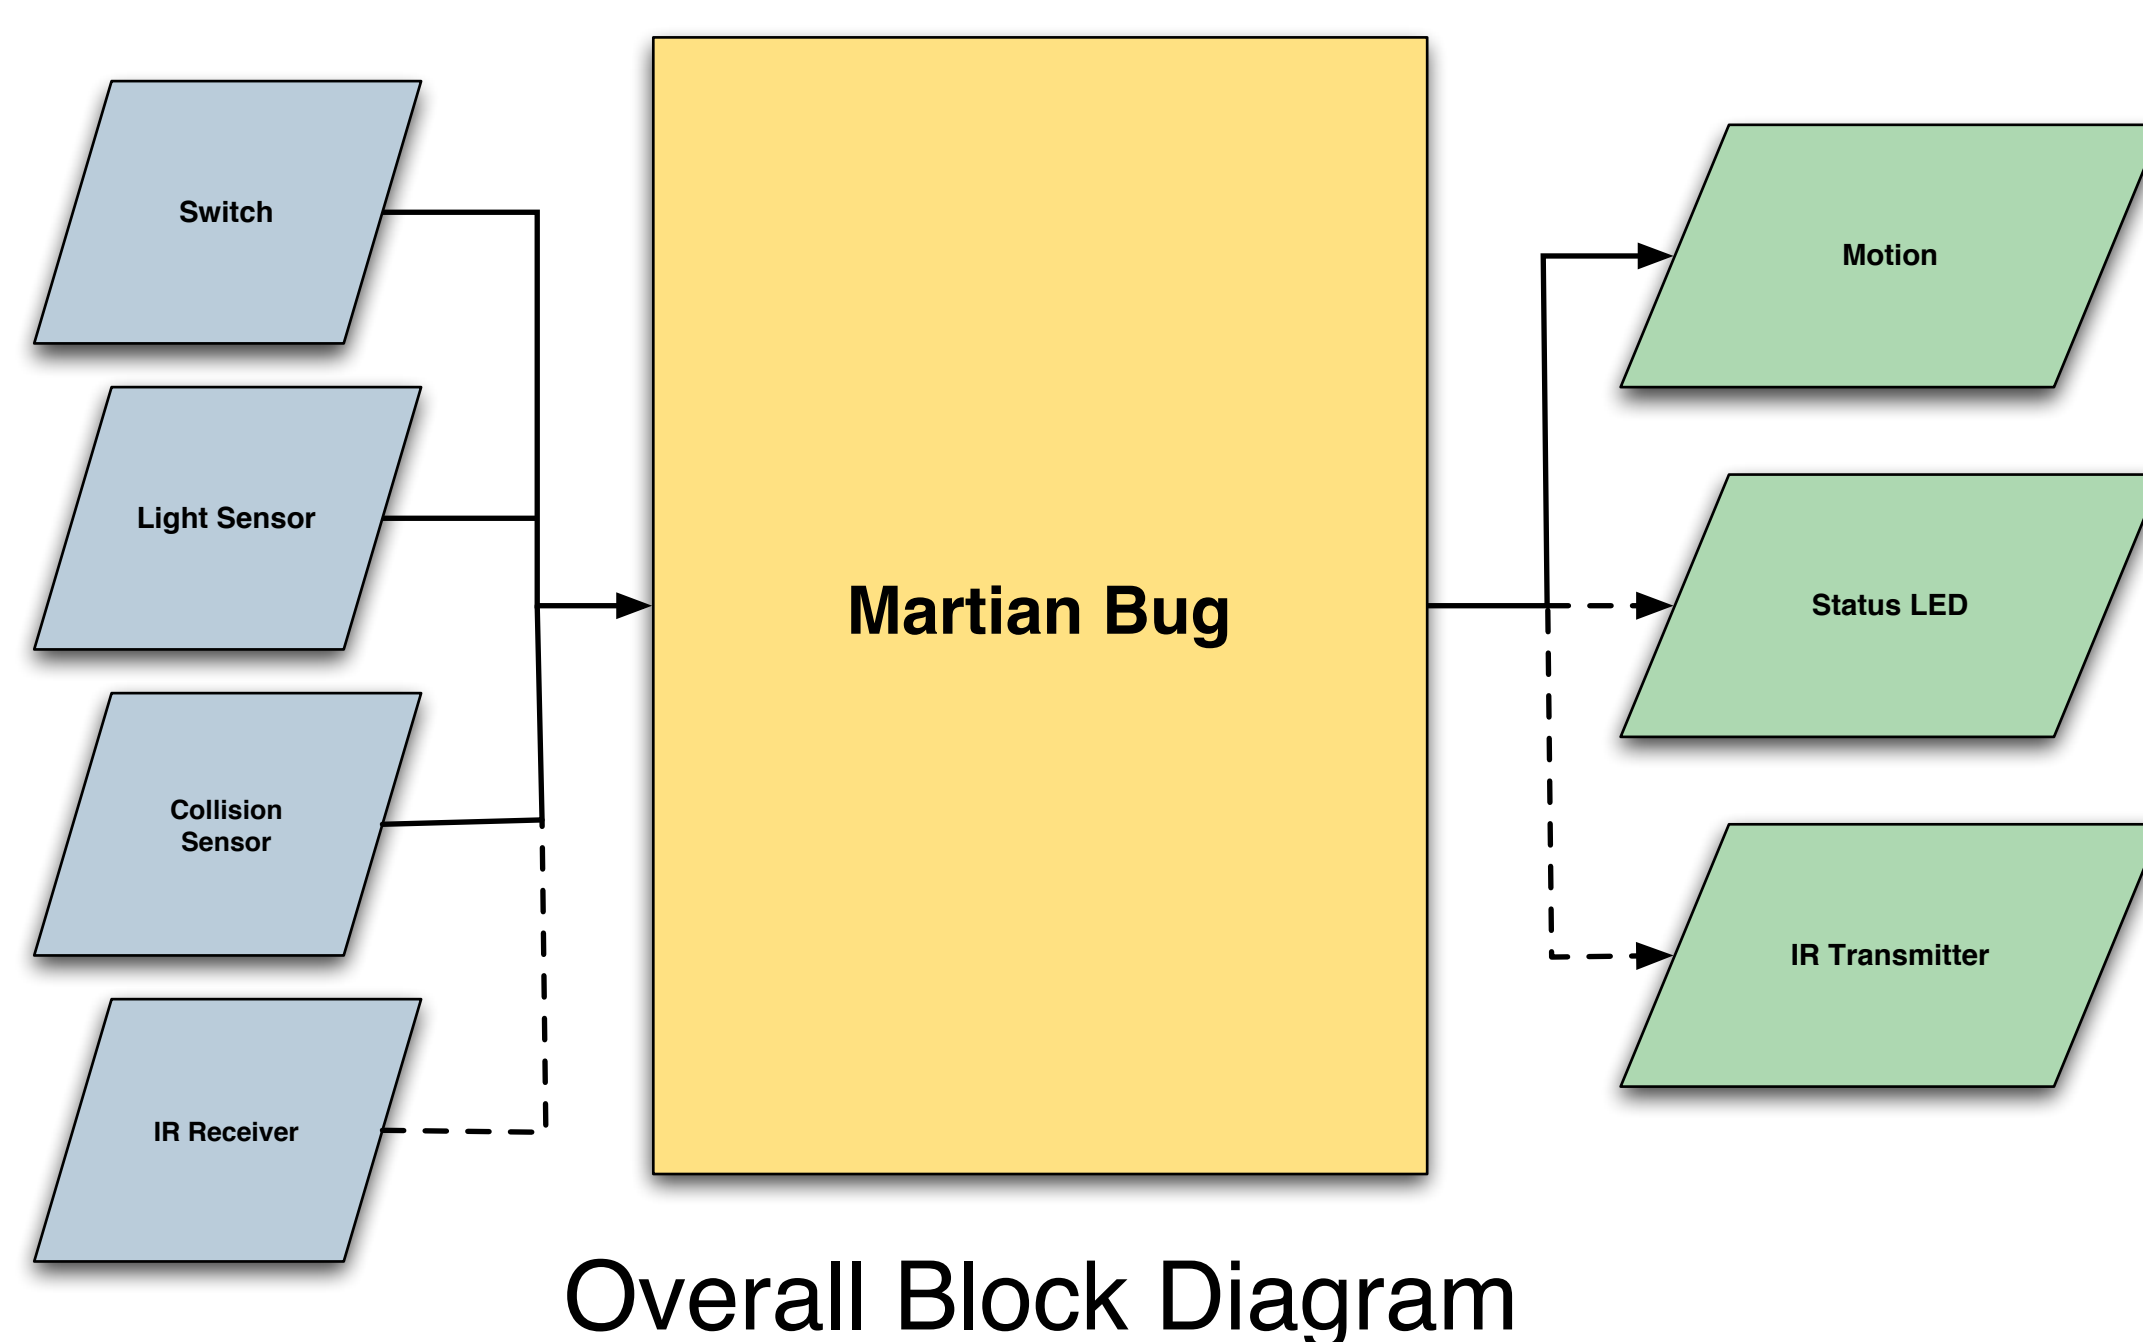 Switch
Light Sensor
Collision
Sensor
IR Receiver
Martian Bug
Motion
Status LED
IR Transmitter
Overall Block Diagram